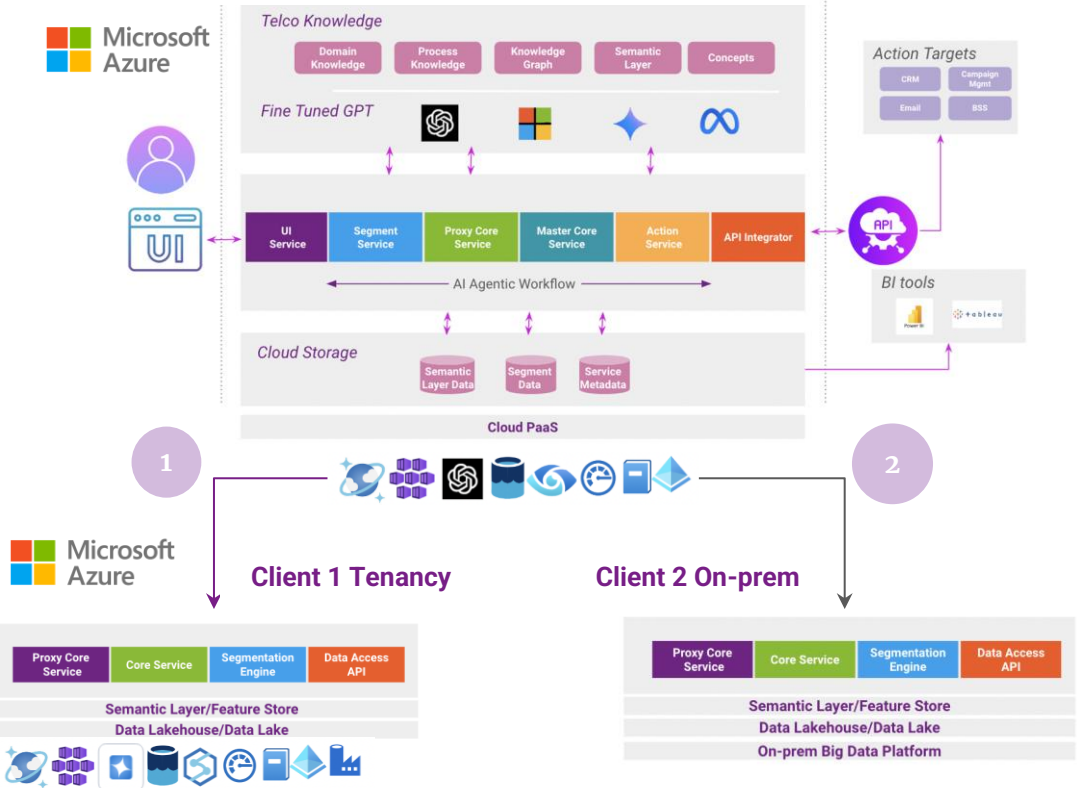 Microsoft
Azure
Telco Knowledge
Domain
Knowledge
Process
Knowledge
Knowledge
Graph
Semantic
Layer
Concepts
Fine Tuned GPT
Action Targets
CRM
Campaign
Mgmt
Email
BSS
UI
UI
Service
Segment
Service
Proxy Core
Service
Master Core
Service
Action
Service
API Integrator
API
AI Agentic Workflow
BI tools
Power BI
+ableau
Cloud Storage
Semantic
Layer Data
Segment
Data
Service
Metadata
Cloud PaaS
1
2
Microsoft
Azure
Client 1 Tenancy
Client 2 On-prem
Proxy Core
Service
Core Service
Segmentation
Engine
Data Access
API
Semantic Layer/Feature Store
Data Lakehouse/Data Lake
Proxy Core
Service
Core Service
Segmentation
Engine
Data Access
API
Semantic Layer/Feature Store
Data Lakehouse/Data Lake
On-prem Big Data Platform